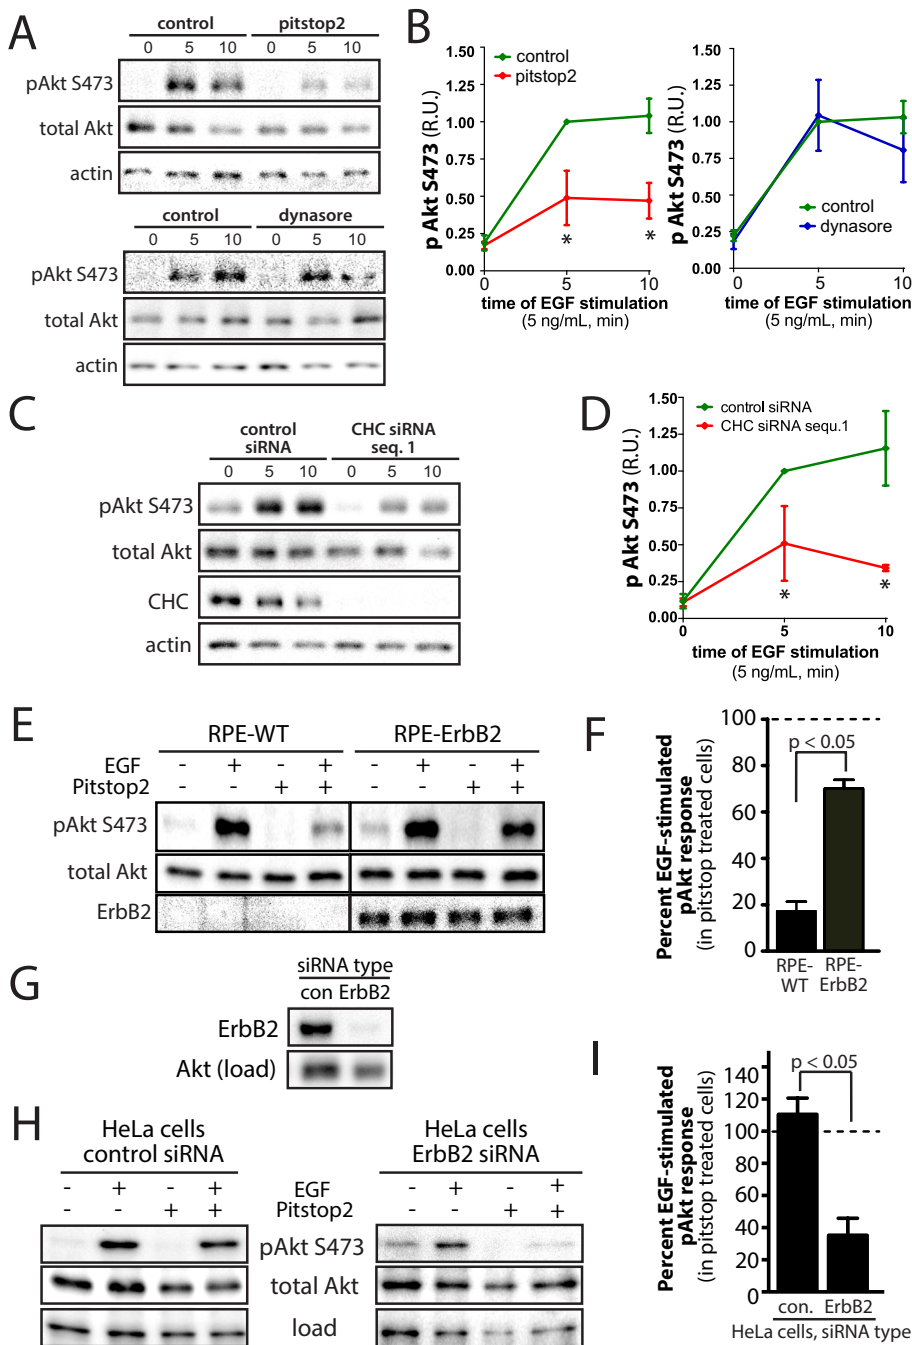 A
control pitstop2
0 5 10 0 5 10
pAkt S473
total Akt
actin
control dynasore
0 5 10 0 5 10
pAkt S473
total Akt
actin
B
p Akt S473 (R.U.)
1.50
1.25
1.00
0.75
0.50
0.25
0.00
control
pitstop2
* *
0 5 10
time of EGF stimulation
(5 ng/mL, min)
p Akt S473 (R.U.)
1.50
1.25
1.00
0.75
0.50
0.25
0.00
control
dynasore
0 5 10
time of EGF stimulation
(5 ng/mL, min)
C
control siRNA
CHC siRNA seq. 1
0 5 10 0 5 10
pAkt S473
total Akt
CHC
actin
D
p Akt S473 (R.U.)
1.50
1.25
1.00
0.75
0.50
0.25
0.00
control siRNA
CHC siRNA sequ.1
* *
0 5 10
time of EGF stimulation
(5 ng/mL, min)
E
RPE-WT RPE-ErbB2
EGF - + - + - + - +
Pitstop2 - - + + - - + +
pAkt S473
total Akt
ErbB2
F
Percent EGF-stimulated
pAkt response
(in pitstop treated cells)
100
80
60
40
20
0
p < 0.05
RPE-WT
RPE-ErbB2
G
siRNA type
con ErbB2
ErbB2
Akt (load)
H
HeLa cells
control siRNA
HeLa cells
ErbB2 siRNA
- + - + EGF - + - +
- - + + Pitstop2 - - + +
pAkt S473
total Akt
load
I
Percent EGF-stimulated
pAkt response
(in pitstop treated cells)
140
120
100
80
60
40
20
0
p < 0.05
con. ErbB2
HeLa cells, siRNA type